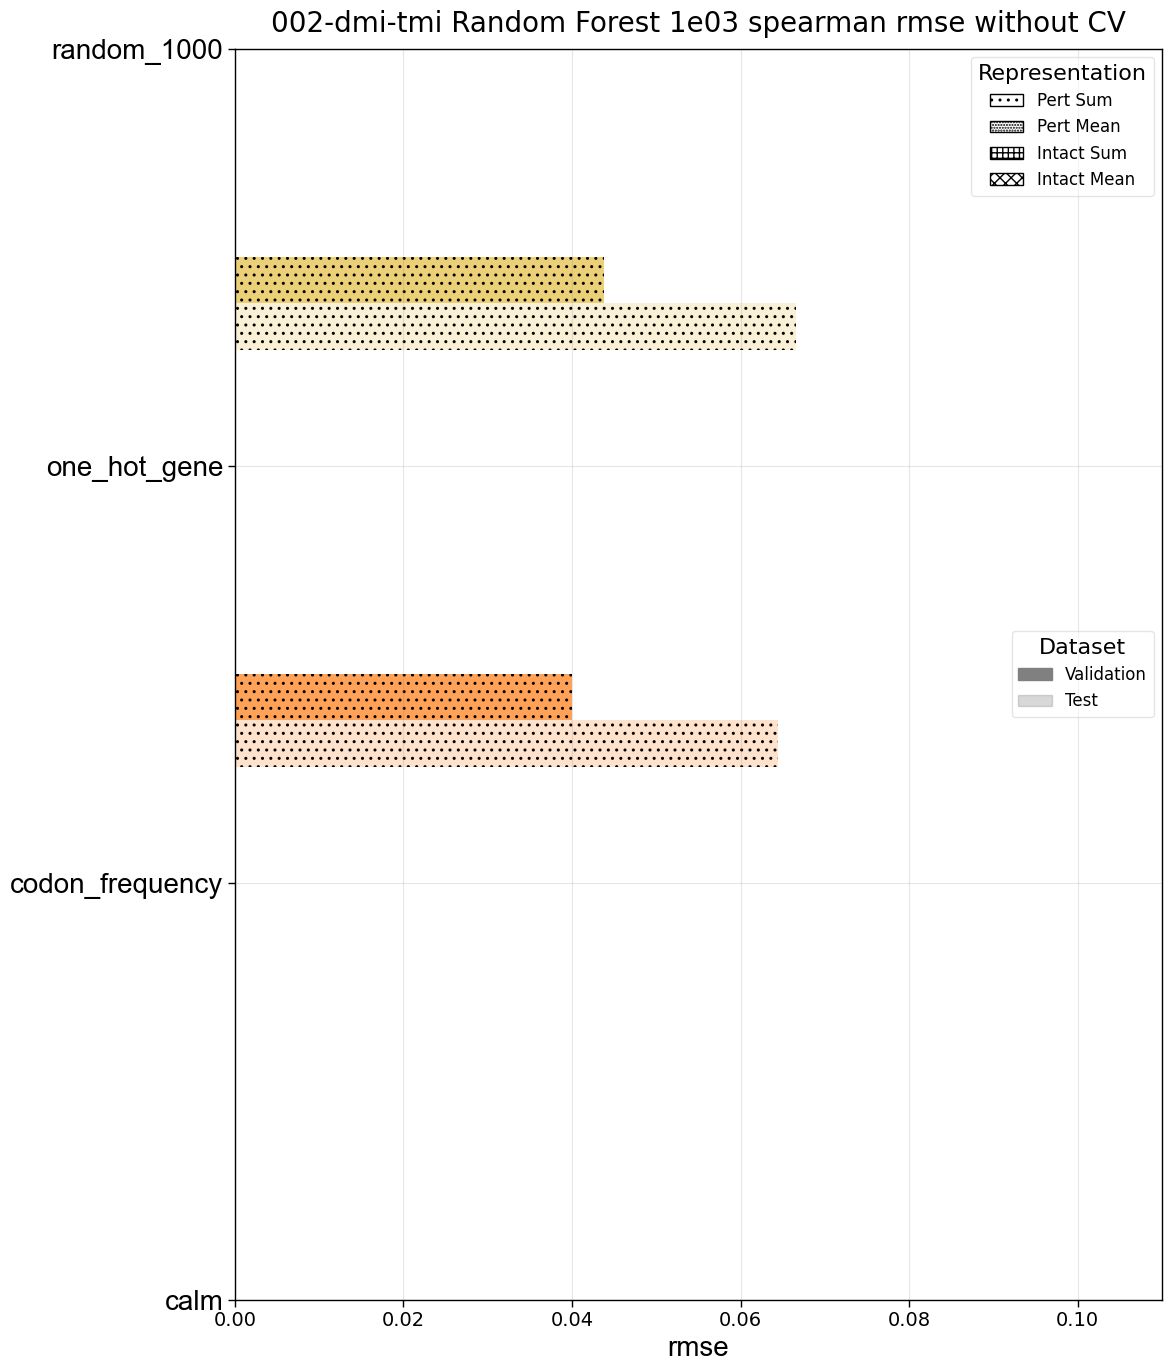 002-dmi-tmi Random Forest 1e03 spearman rmse without CV
random_1000
Representation
Pert Sum
Pert Mean
Intact Sum
Intact Mean
one_hot_gene
Dataset
Validation
Test
codon_frequency
calm
0.00 0.02 0.04 0.06 0.08 0.10
rmse